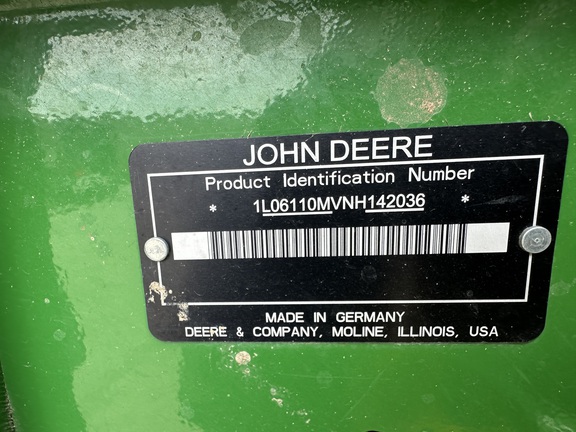 JOHN DEERE
Product Identification Number
* 1L06110MVNH142036 *
MADE IN GERMANY
DEERE & COMPANY, MOLINE, ILLINOIS, USA